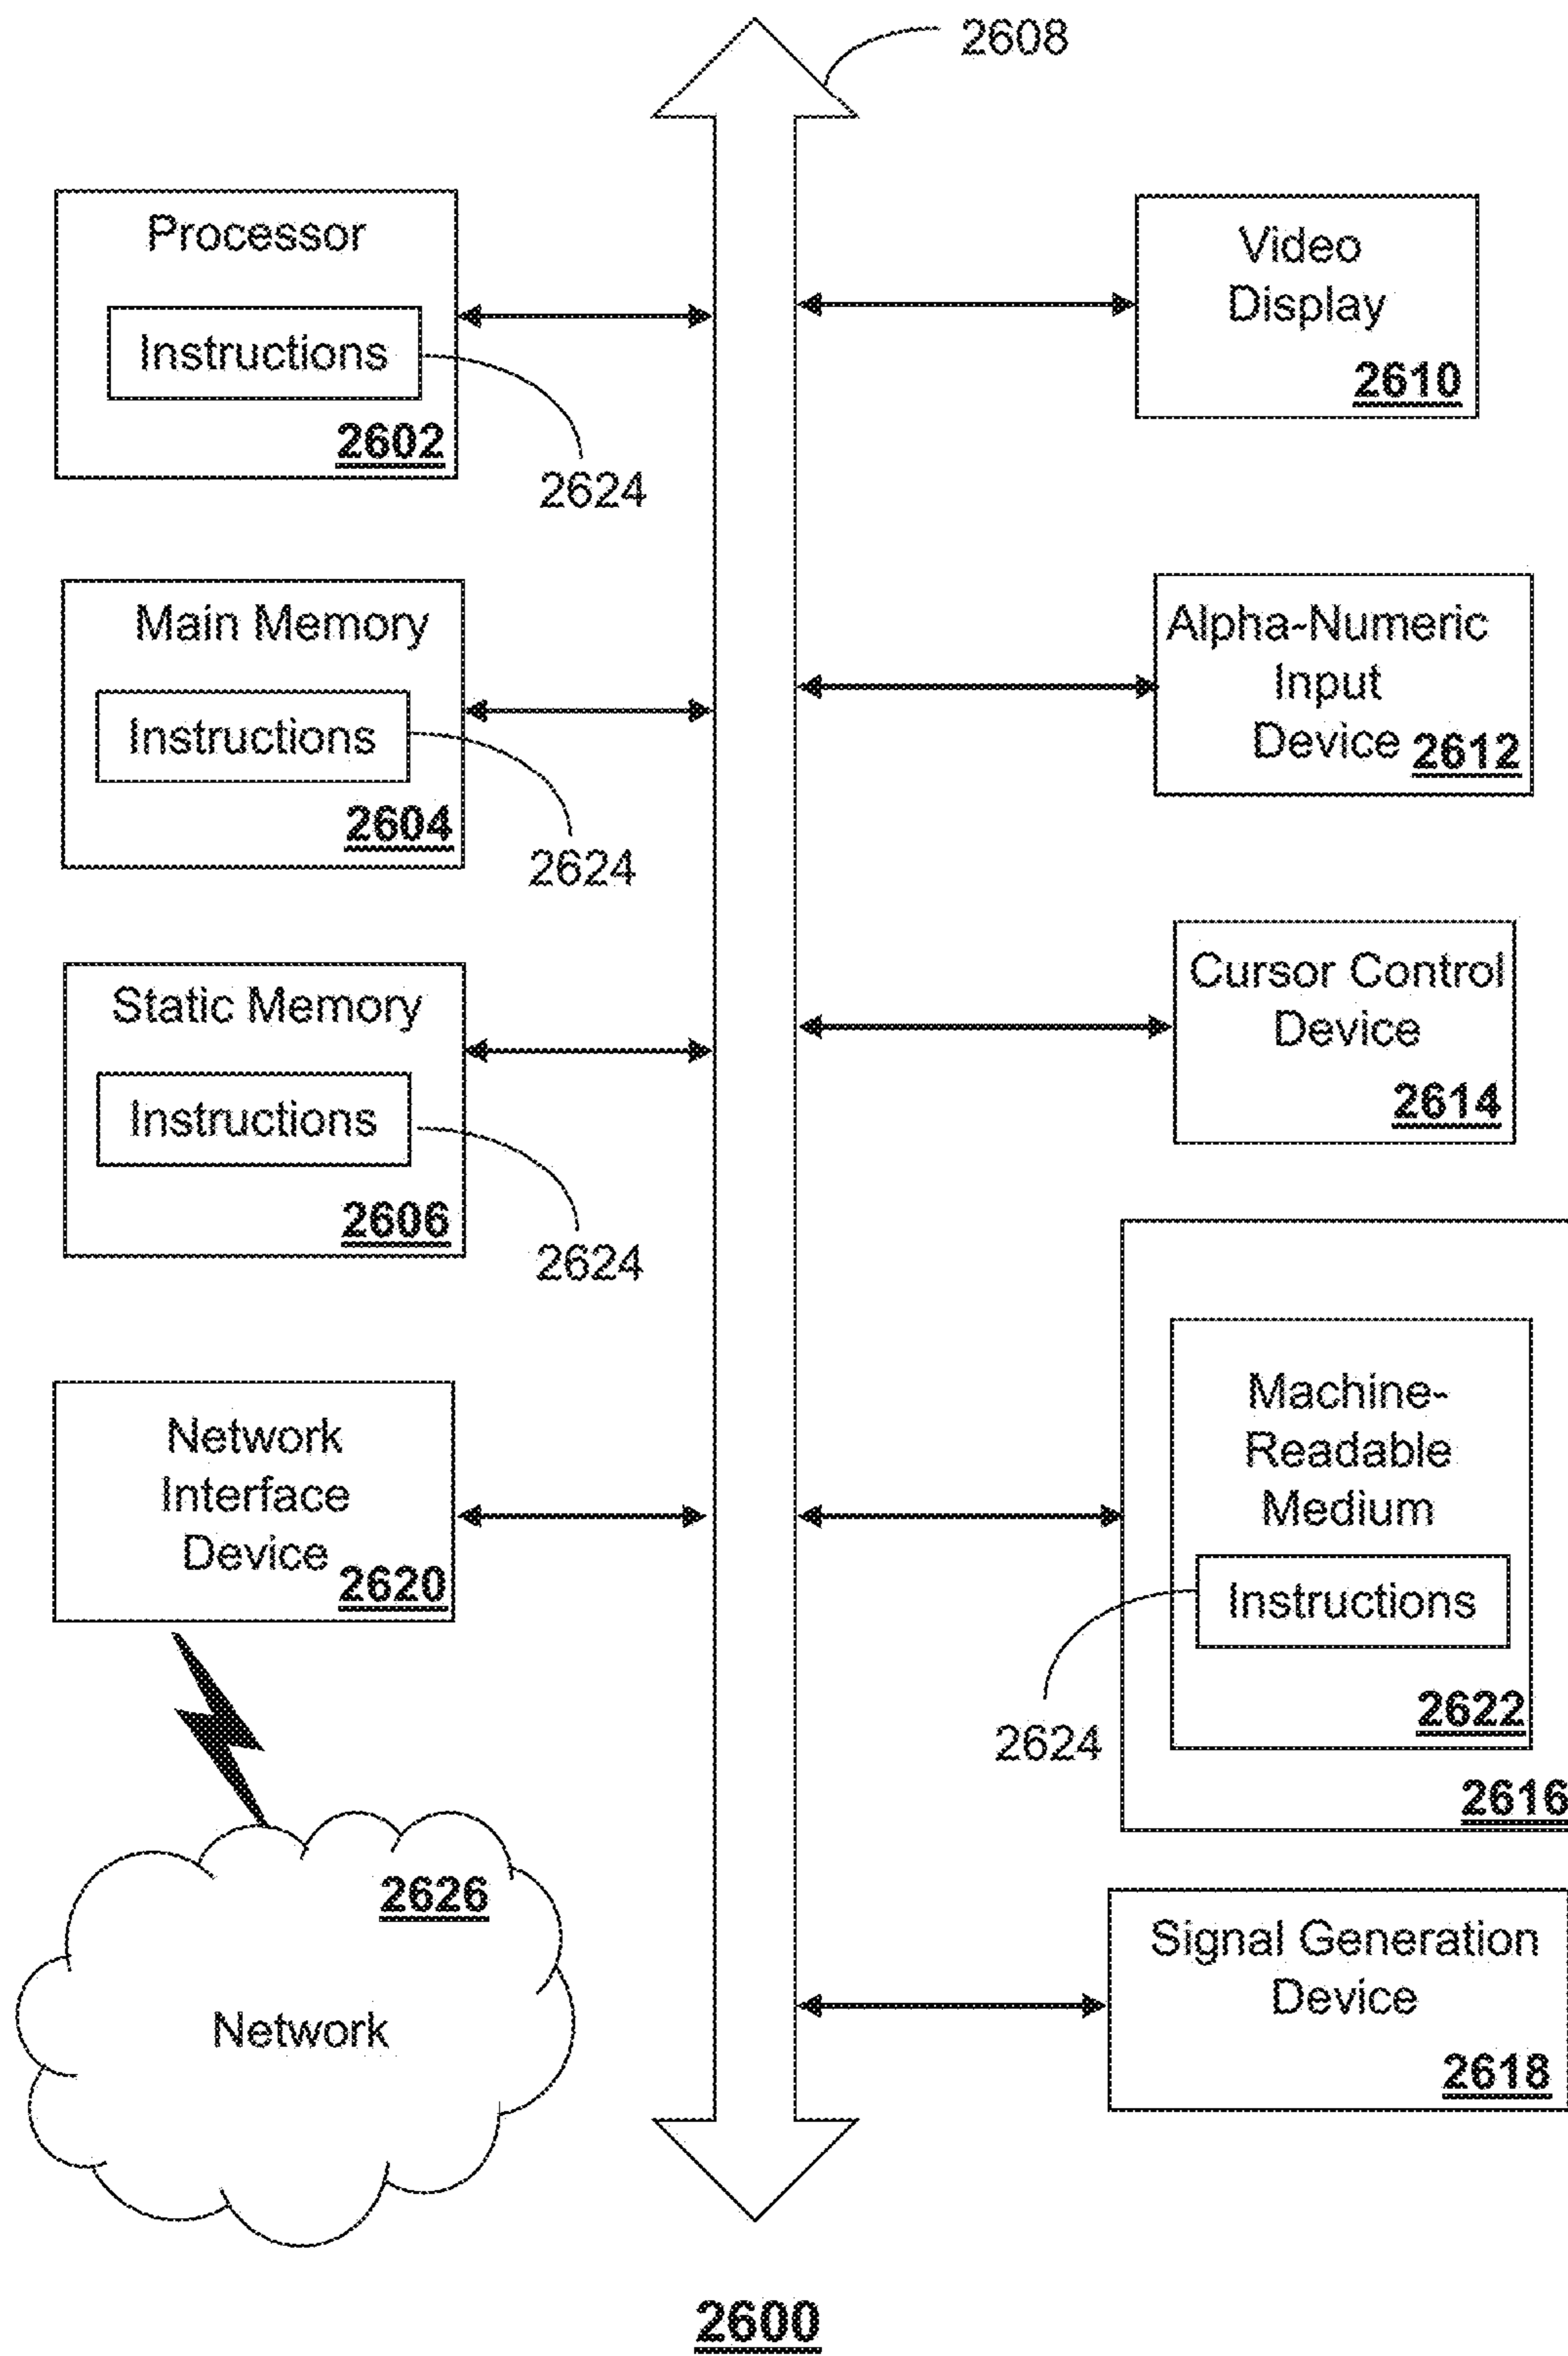 2608
Processor
Instructions
2602
2624
Main Memory
Instructions
2604
2624
Static Memory
Instructions
2606
2624
Network
Interface
Device
2620
2626
Network
Video
Display
2610
Alpha-Numeric
Input
Device 2612
Cursor Control
Device
2614
Machine-
Readable
Medium
Instructions
2622
2624
2616
Signal Generation
Device
2618
2600